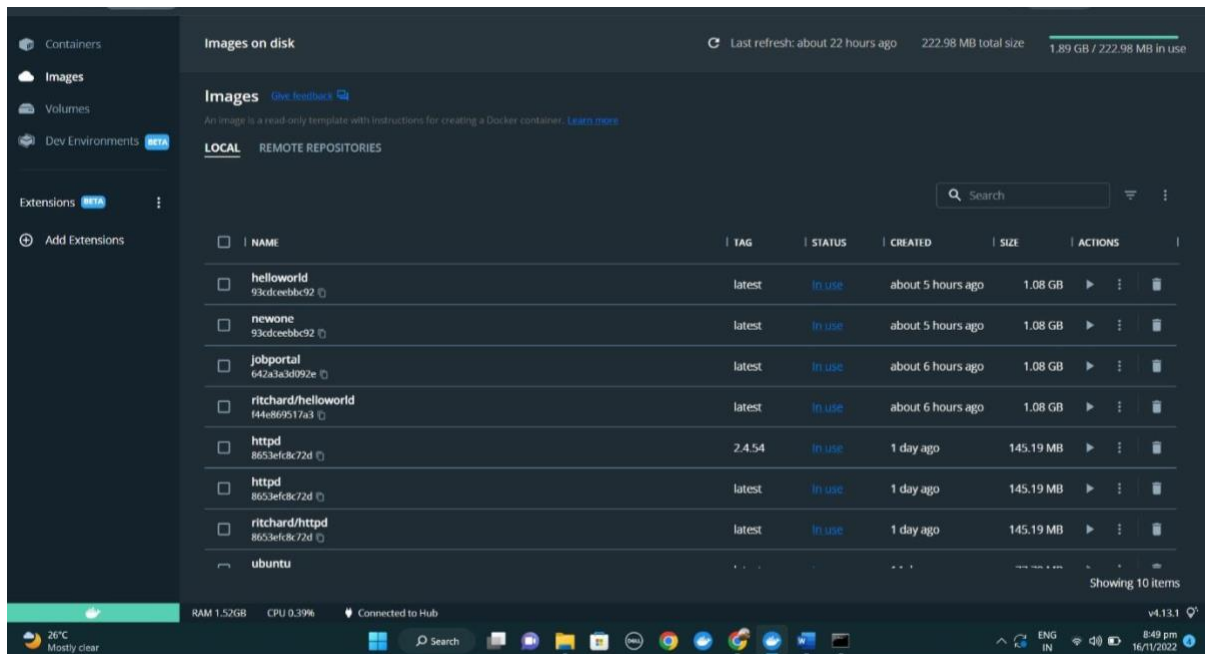 Containers
Images
Volumes
Dev Environments BETA
Extensions BETA
Add Extensions
Images on disk
Last refresh: about 22 hours ago
222.98 MB total size
1.89 GB / 222.98 MB in use
Images Give feedback
An image is a read-only template with instructions for creating a Docker container. Learn more
LOCAL REMOTE REPOSITORIES
Search
NAME TAG STATUS CREATED SIZE ACTIONS
helloworld latest In use about 5 hours ago 1.08 GB
93cdceebbc92
newone latest In use about 5 hours ago 1.08 GB
93cdceebbc92
jobportal latest In use about 6 hours ago 1.08 GB
642a3a3d092e
ritchard/helloworld latest In use about 6 hours ago 1.08 GB
f44e869517a3
httpd 2.4.54 In use 1 day ago 145.19 MB
8653efc8c72d
httpd latest In use 1 day ago 145.19 MB
8653efc8c72d
ritchard/httpd latest In use 1 day ago 145.19 MB
8653efc8c72d
ubuntu
Showing 10 items
RAM 1.52GB CPU 0.39% Connected to Hub v4.13.1
26°C
Mostly clear
Search
DELL
ENG
IN
8:49 pm
16/11/2022
4